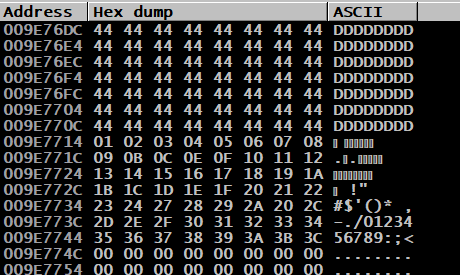 Address Hex dump ASCII
009E76DC 44 44 44 44 44 44 44 44 DDDDDDDD
009E76E4 44 44 44 44 44 44 44 44 DDDDDDDD
009E76EC 44 44 44 44 44 44 44 44 DDDDDDDD
009E76F4 44 44 44 44 44 44 44 44 DDDDDDDD
009E76FC 44 44 44 44 44 44 44 44 DDDDDDDD
009E7704 44 44 44 44 44 44 44 44 DDDDDDDD
009E770C 44 44 44 44 44 44 44 44 DDDDDDDD
009E7714 01 02 03 04 05 06 07 08
009E771C 09 0B 0C 0E 0F 10 11 12
009E7724 13 14 15 16 17 18 19 1A
009E772C 1B 1C 1D 1E 1F 20 21 22 !"
009E7734 23 24 27 28 29 2A 20 2C #$'()* ,
009E773C 2D 2E 2F 30 31 32 33 34 -./01234
009E7744 35 36 37 38 39 3A 3B 3C 56789:;<
009E774C 00 00 00 00 00 00 00 00 ........
009E7754 00 00 00 00 00 00 00 00 ........